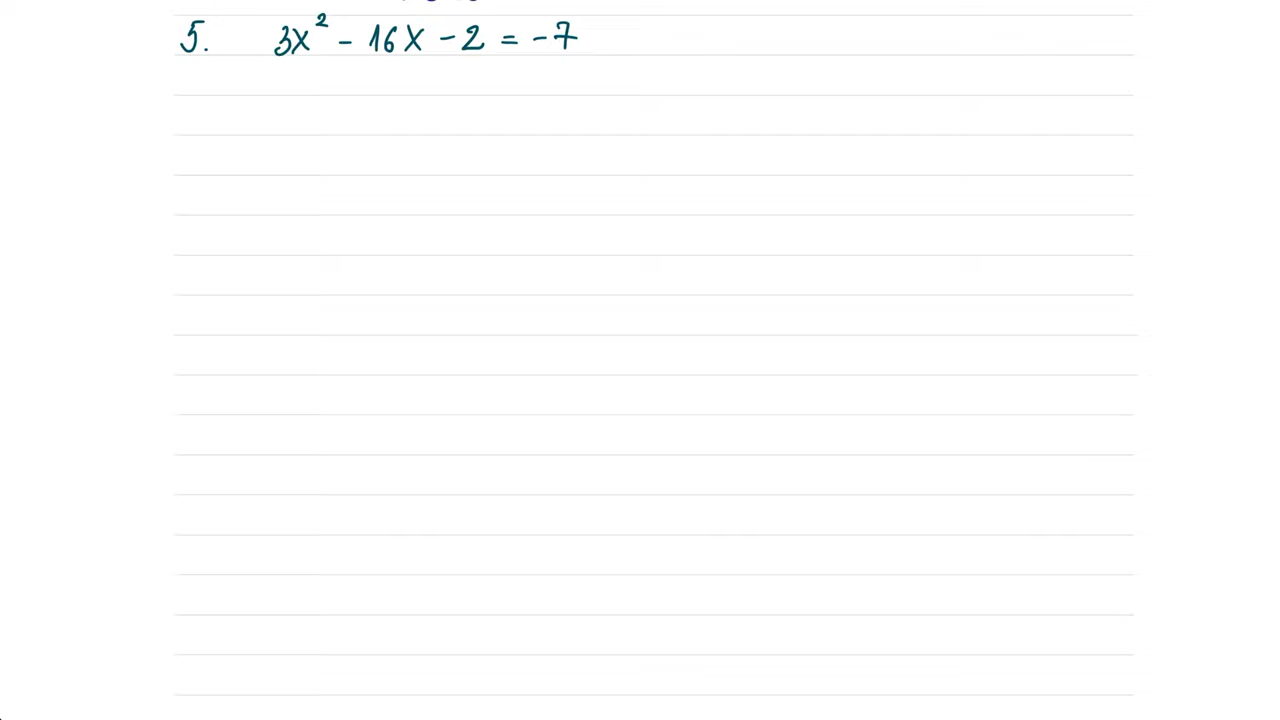 5. 3x² - 16x - 2 = -7